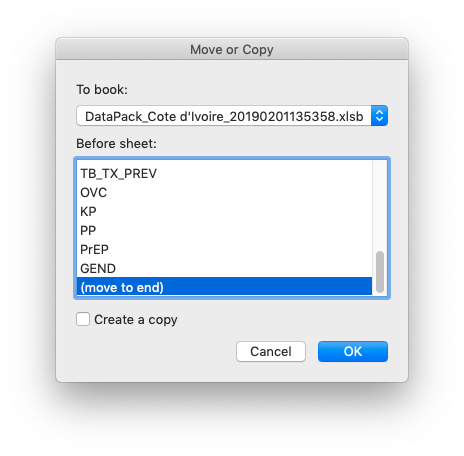 Move or Copy
To book:
DataPack_Cote d'Ivoire_20190201135358.xlsb
Before sheet:
TB_TX_PREV
OVC
KP
PP
PrEP
GEND
(move to end)
Create a copy
Cancel
OK